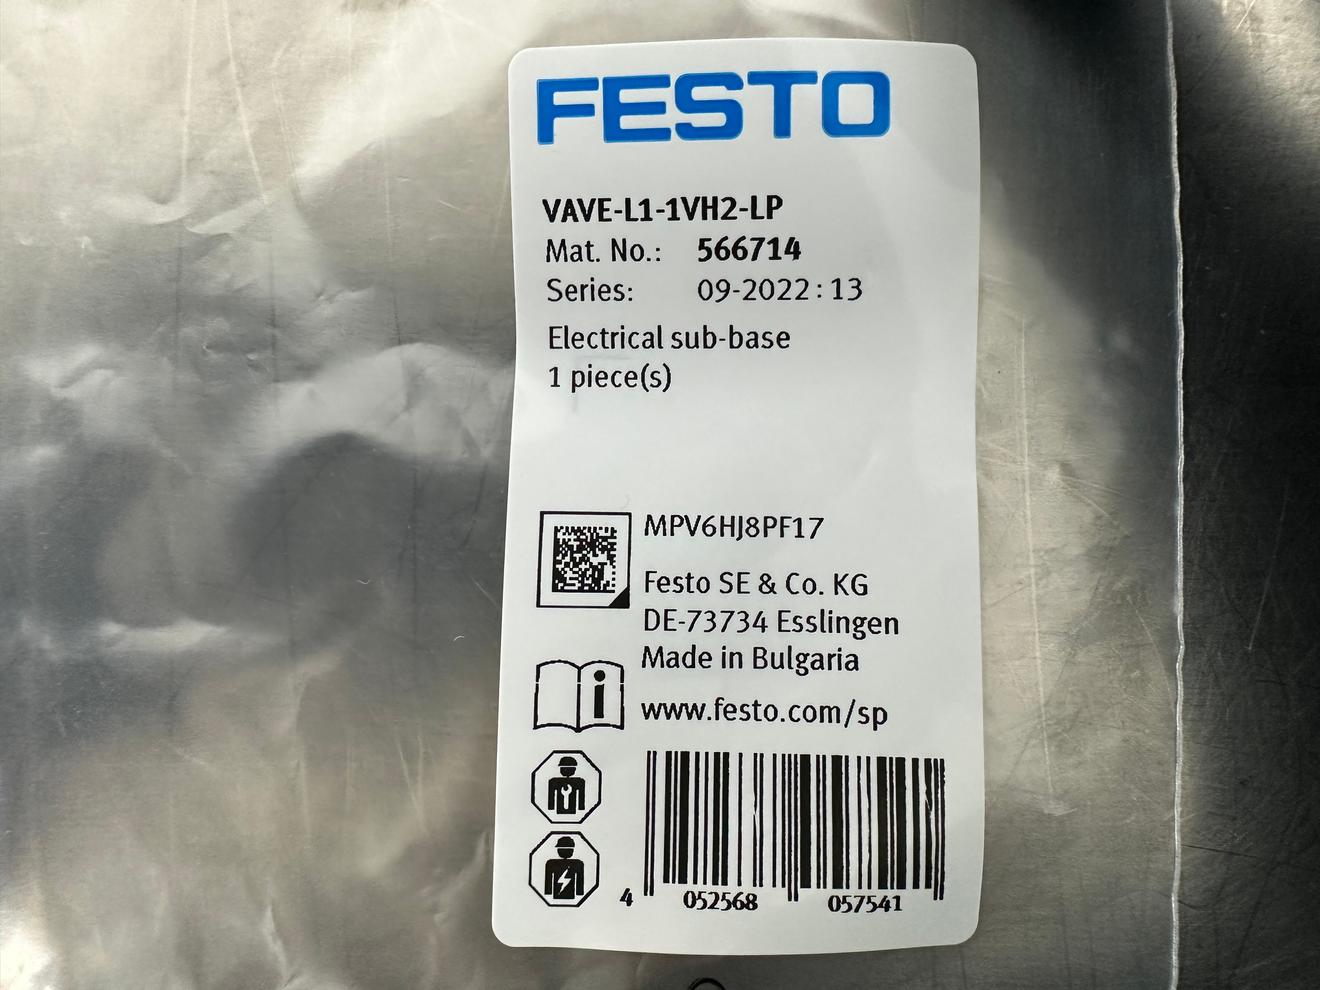 FESTO
VAVE-L1-1VH2-LP
Mat. No.: 566714
Series: 09-2022:13
Electrical sub-base
1 piece(s)
MPV6HJ8PF17
Festo SE & Co. KG
DE-73734 Esslingen
Made in Bulgaria
www.festo.com/sp
4 052568 057541